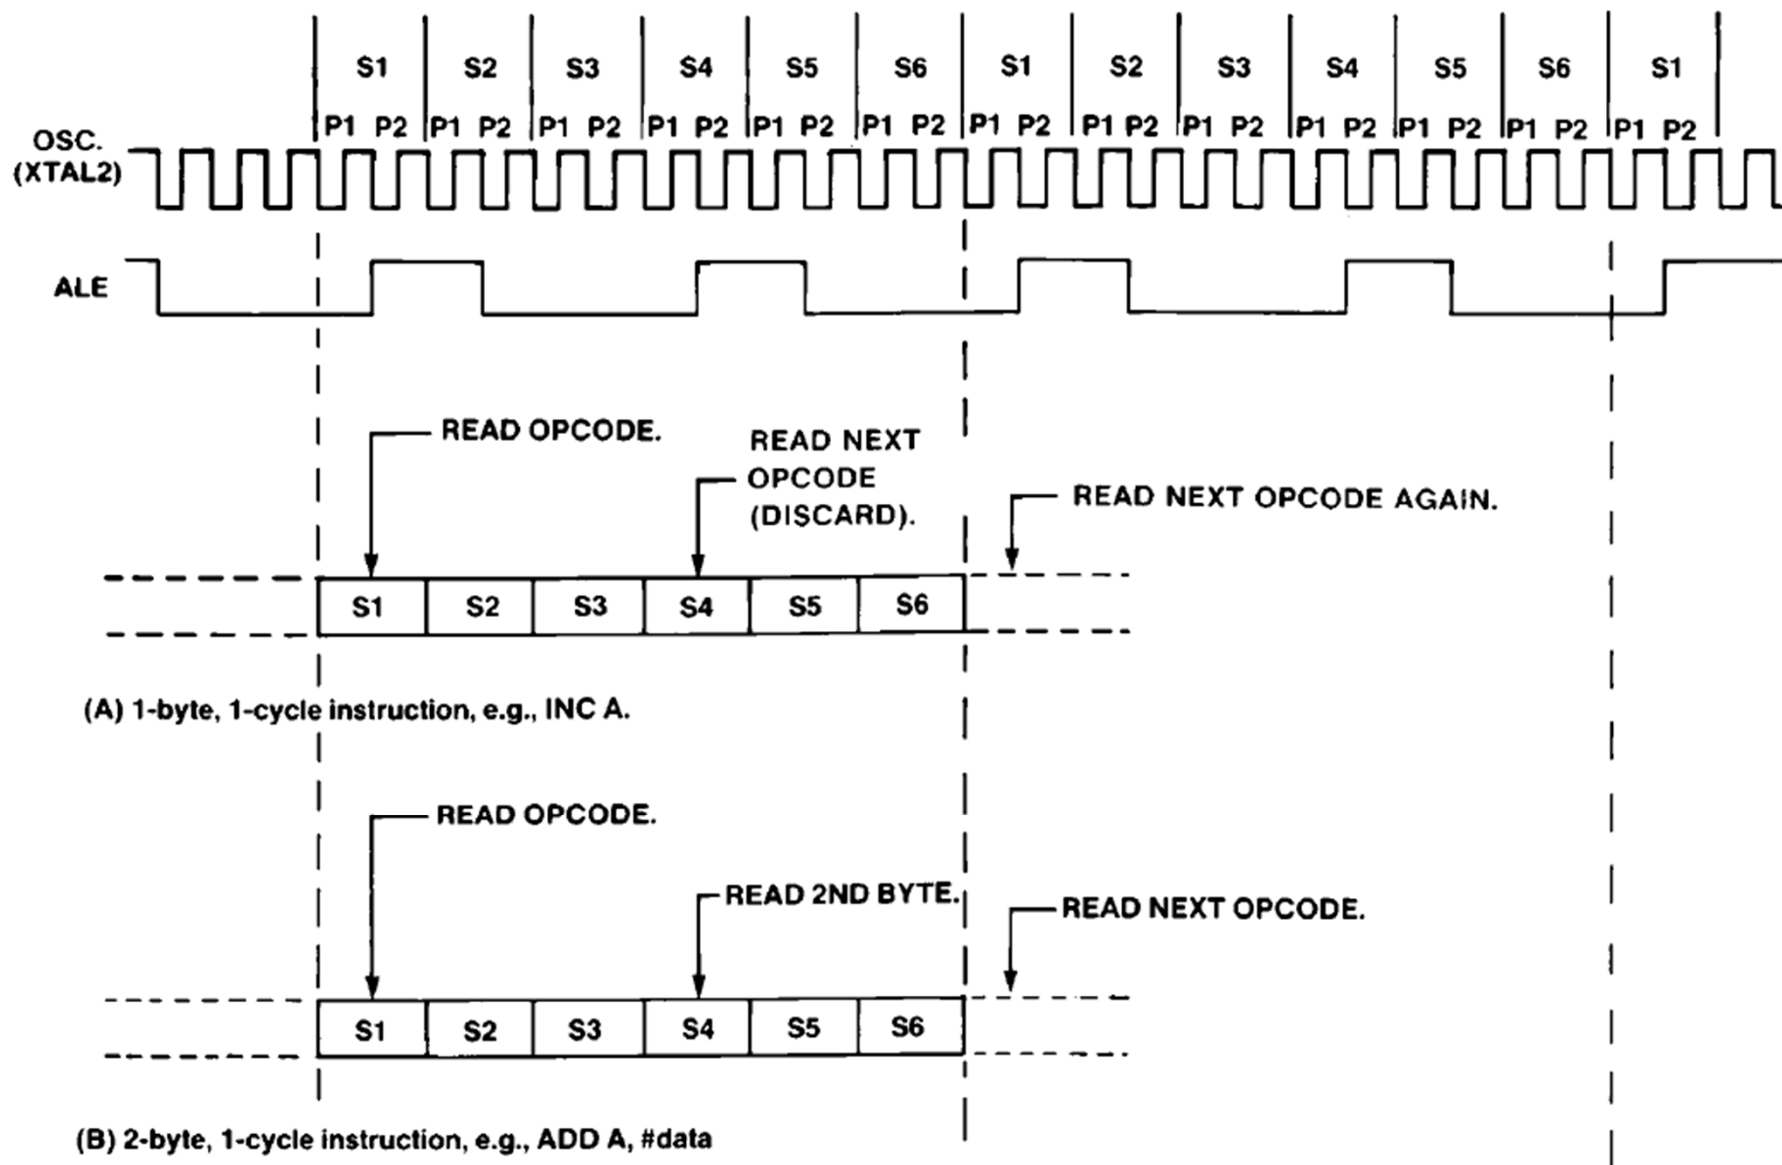 S1 S2 S3 S4 S5 S6 S1 S2 S3 S4 S5 S6 S1
P1 P2 P1 P2 P1 P2 P1 P2 P1 P2 P1 P2 P1 P2 P1 P2 P1 P2 P1 P2 P1 P2 P1 P2 P1 P2
OSC.
(XTAL2)
ALE
READ OPCODE.
READ NEXT
OPCODE
(DISCARD).
READ NEXT OPCODE AGAIN.
S1 S2 S3 S4 S5 S6
(A) 1-byte, 1-cycle instruction, e.g., INC A.
READ OPCODE.
READ 2ND BYTE.
READ NEXT OPCODE.
S1 S2 S3 S4 S5 S6
(B) 2-byte, 1-cycle instruction, e.g., ADD A, #data